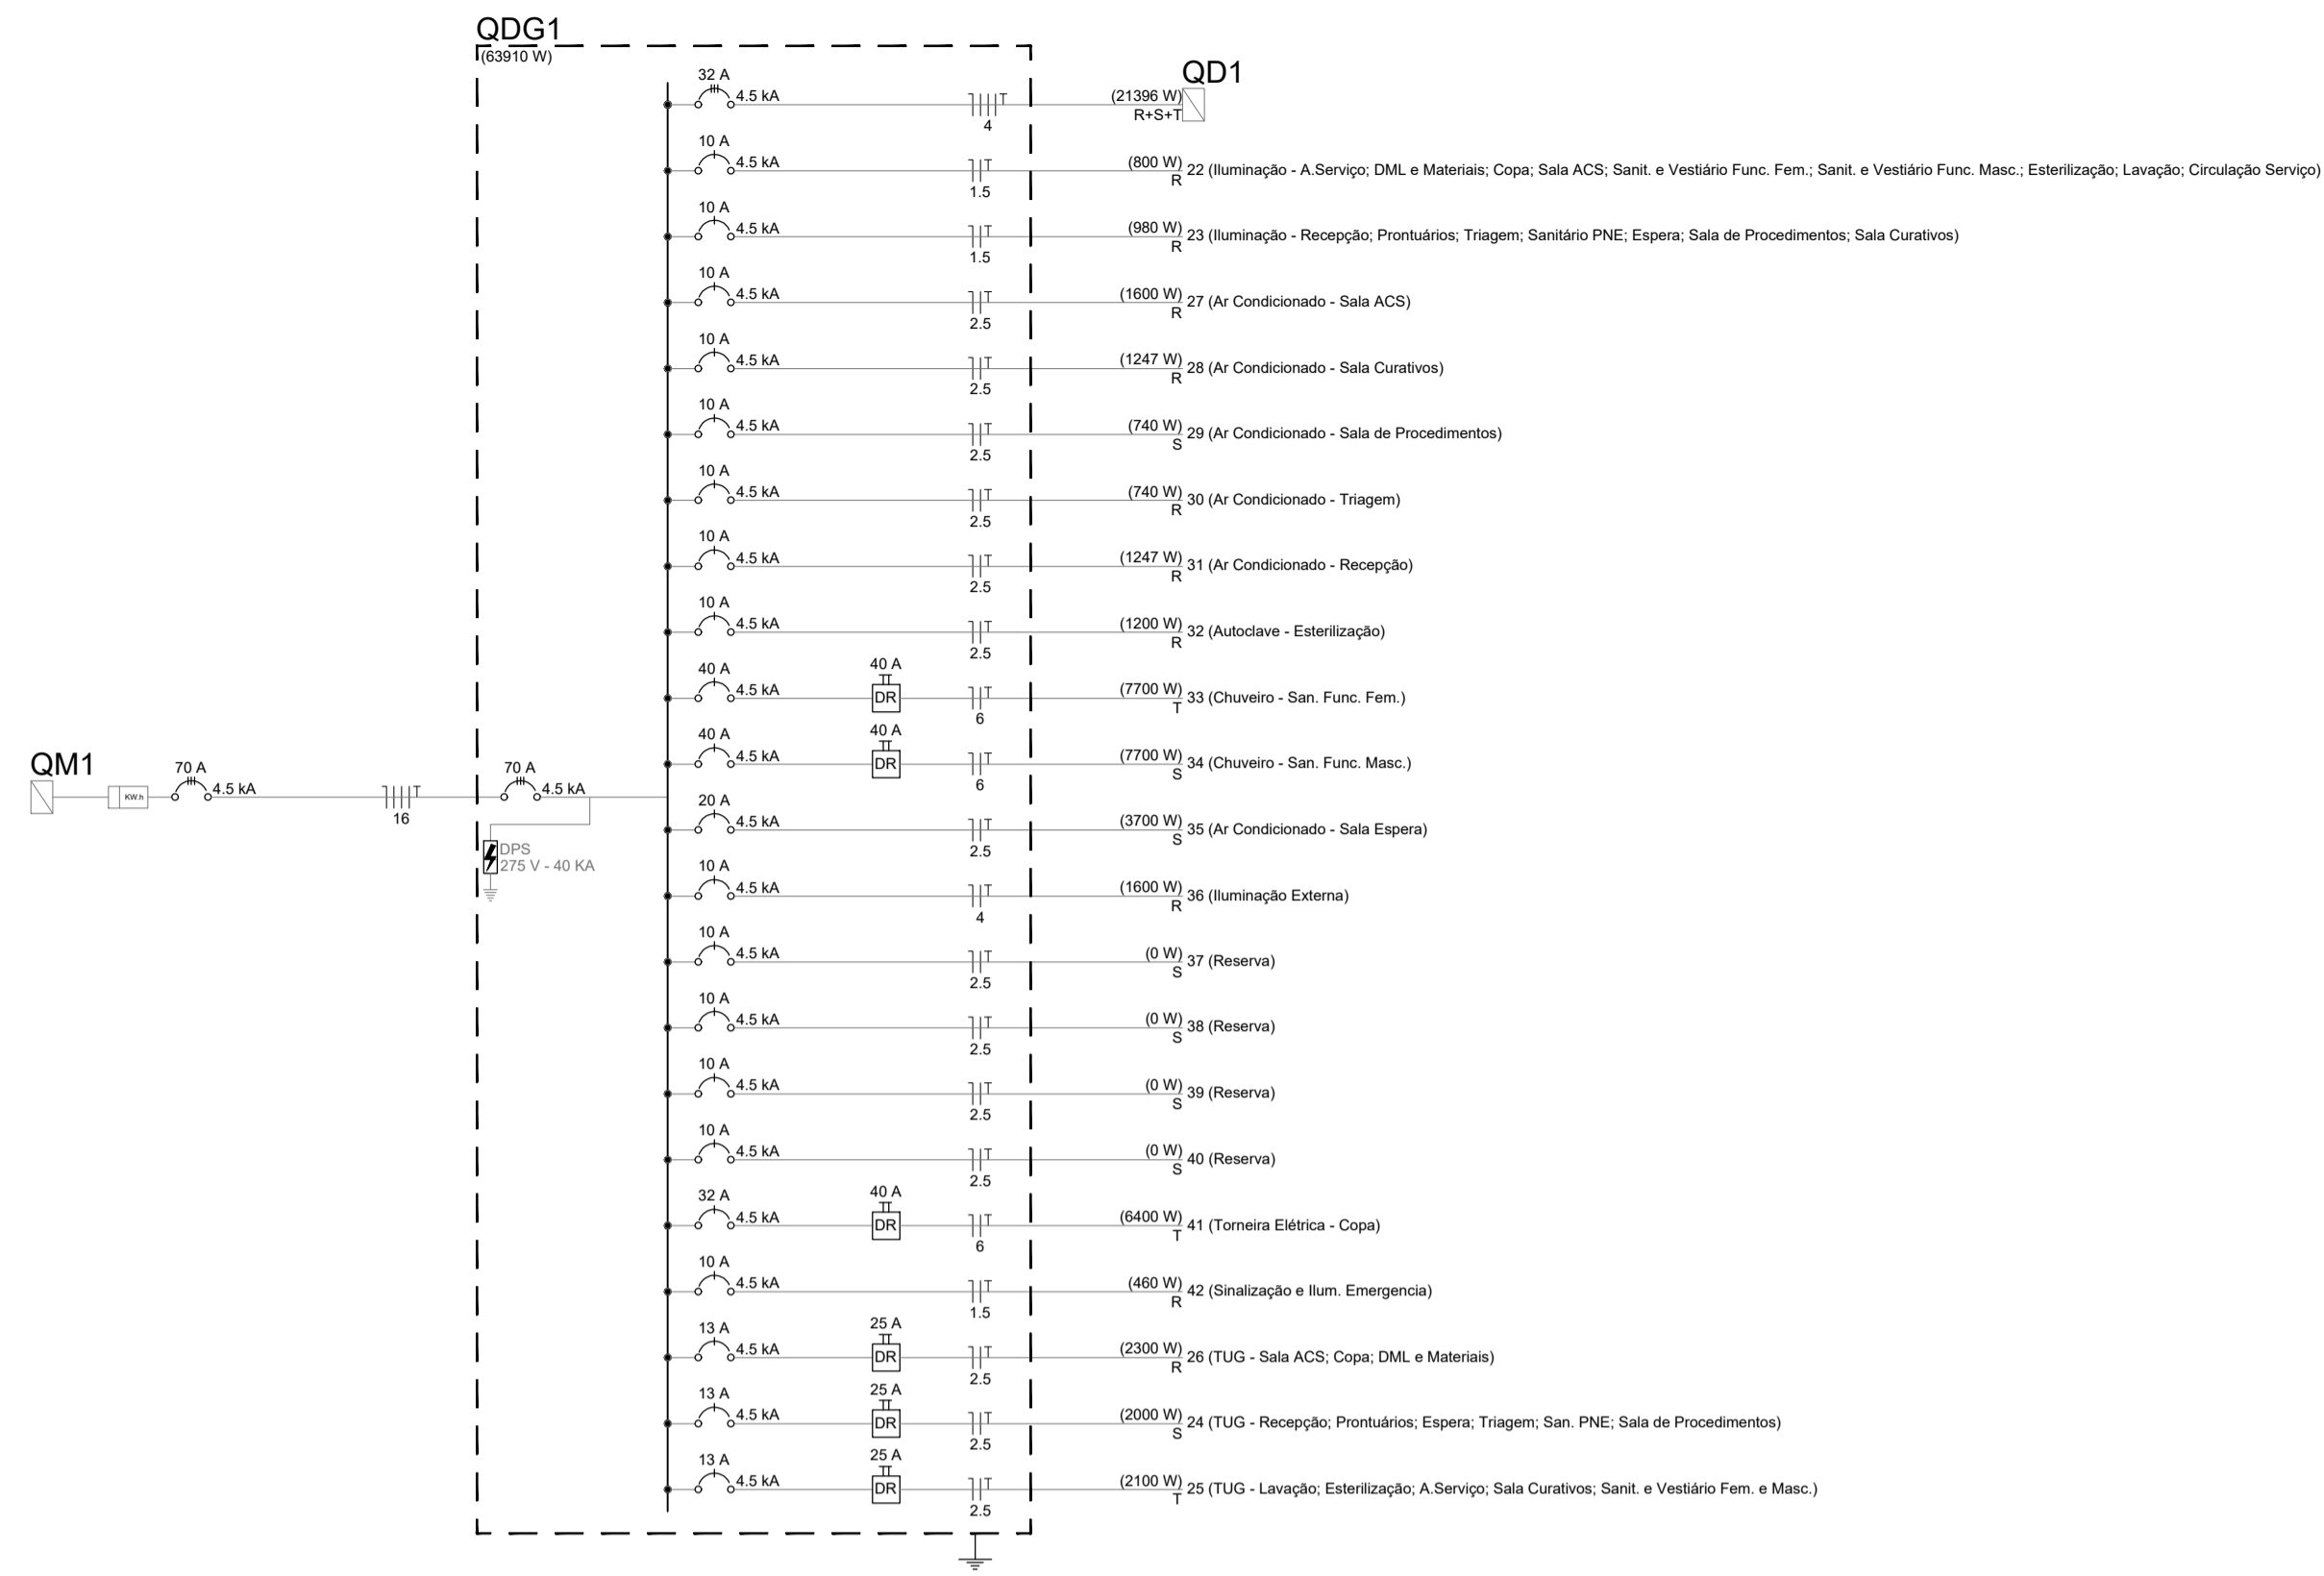 QDG1
(63910 W)
QD1
32 A
4.5 kA
4
(21396 W)
R+S+T
10 A
4.5 kA
1.5
(800 W)
R
22 (Iluminação - A.Serviço; DML e Materiais; Copa; Sala ACS; Sanit. e Vestiário Func. Fem.; Sanit. e Vestiário Func. Masc.; Esterilização; Lavação; Circulação Serviço)
10 A
4.5 kA
1.5
(980 W)
R
23 (Iluminação - Recepção; Prontuários; Triagem; Sanitário PNE; Espera; Sala de Procedimentos; Sala Curativos)
10 A
4.5 kA
2.5
(1600 W)
R
27 (Ar Condicionado - Sala ACS)
10 A
4.5 kA
2.5
(1247 W)
R
28 (Ar Condicionado - Sala Curativos)
10 A
4.5 kA
2.5
(740 W)
S
29 (Ar Condicionado - Sala de Procedimentos)
10 A
4.5 kA
2.5
(740 W)
R
30 (Ar Condicionado - Triagem)
10 A
4.5 kA
2.5
(1247 W)
R
31 (Ar Condicionado - Recepção)
10 A
4.5 kA
2.5
(1200 W)
R
32 (Autoclave - Esterilização)
40 A
4.5 kA
40 A
DR
6
(7700 W)
T
33 (Chuveiro - San. Func. Fem.)
40 A
4.5 kA
40 A
DR
6
(7700 W)
S
34 (Chuveiro - San. Func. Masc.)
QM1
KW.h
70 A
4.5 kA
16
70 A
4.5 kA
DPS
275 V - 40 KA
20 A
4.5 kA
2.5
(3700 W)
S
35 (Ar Condicionado - Sala Espera)
10 A
4.5 kA
4
(1600 W)
R
36 (Iluminação Externa)
10 A
4.5 kA
2.5
(0 W)
S
37 (Reserva)
10 A
4.5 kA
2.5
(0 W)
S
38 (Reserva)
10 A
4.5 kA
2.5
(0 W)
S
39 (Reserva)
10 A
4.5 kA
2.5
(0 W)
S
40 (Reserva)
32 A
4.5 kA
40 A
DR
6
(6400 W)
T
41 (Torneira Elétrica - Copa)
10 A
4.5 kA
1.5
(460 W)
R
42 (Sinalização e Ilum. Emergencia)
13 A
4.5 kA
25 A
DR
2.5
(2300 W)
R
26 (TUG - Sala ACS; Copa; DML e Materiais)
13 A
4.5 kA
25 A
DR
2.5
(2000 W)
S
24 (TUG - Recepção; Prontuários; Espera; Triagem; San. PNE; Sala de Procedimentos)
13 A
4.5 kA
25 A
DR
2.5
(2100 W)
T
25 (TUG - Lavação; Esterilização; A.Serviço; Sala Curativos; Sanit. e Vestiário Fem. e Masc.)